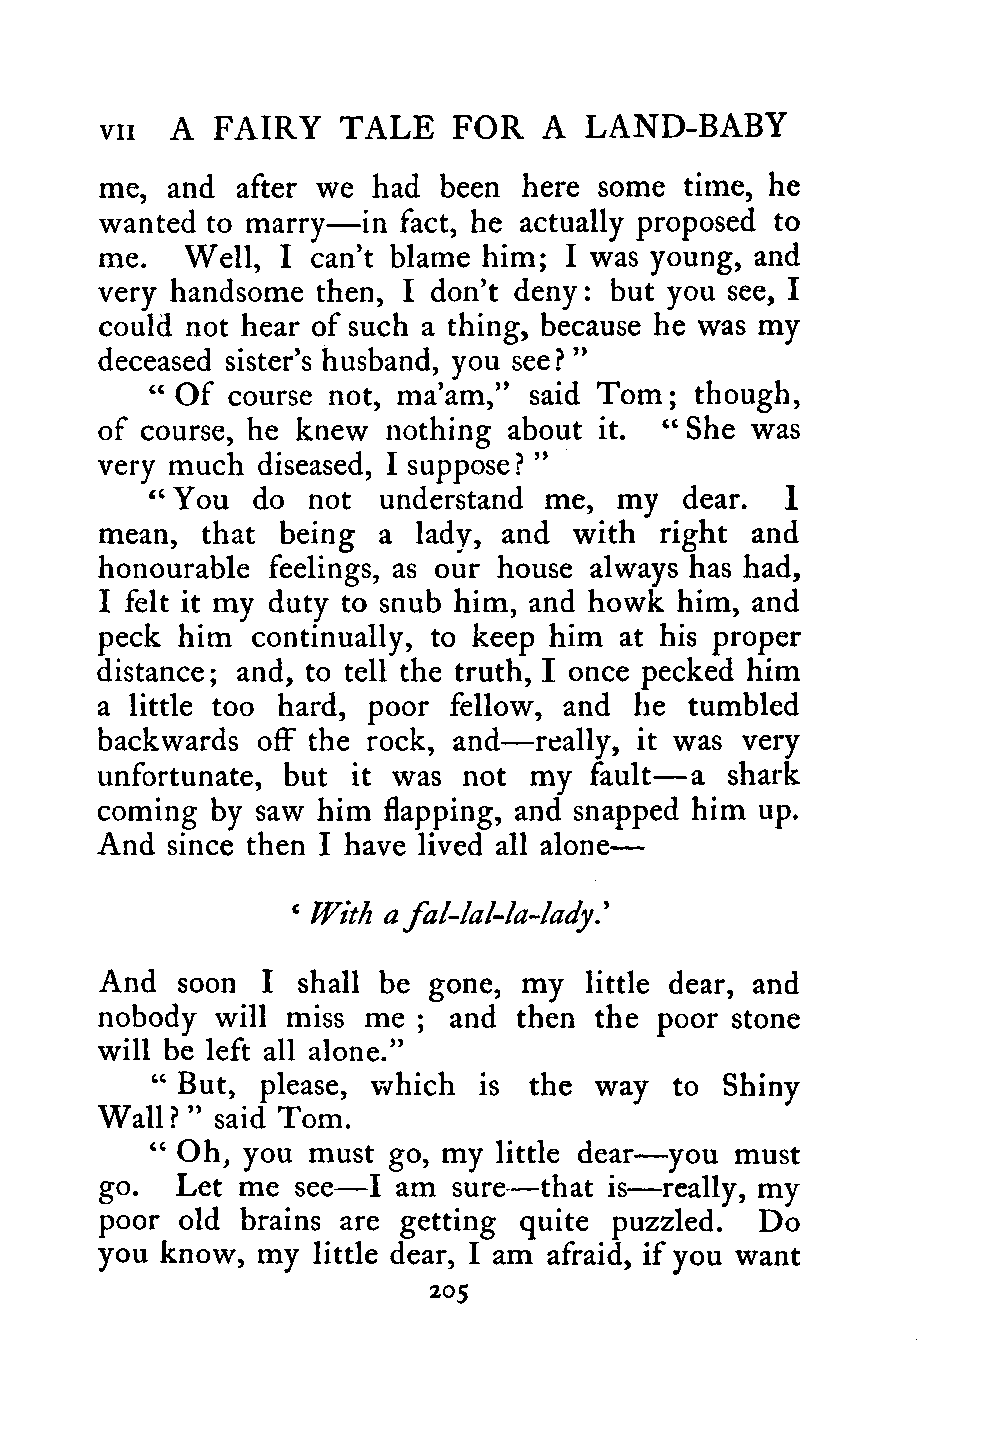 VII A FAIRY TALE FOR A LAND-BABY
me, and after we had been here some time, he
wanted to marry—in fact, he actually proposed to
me. Well, I can't blame him; I was young, and
very handsome then, I don't deny: but you see, I
could not hear of such a thing, because he was my
deceased sister's husband, you see?"
"Of course not, ma'am," said Tom; though,
of course, he knew nothing about it. "She was
very much diseased, I suppose?"
"You do not understand me, my dear. I
mean, that being a lady, and with right and
honourable feelings, as our house always has had,
I felt it my duty to snub him, and howk him, and
peck him continually, to keep him at his proper
distance; and, to tell the truth, I once pecked him
a little too hard, poor fellow, and he tumbled
backwards off the rock, and—really, it was very
unfortunate, but it was not my fault—a shark
coming by saw him flapping, and snapped him up.
And since then I have lived all alone—
'With a fal-lal-la-lady.'
And soon I shall be gone, my little dear, and
nobody will miss me; and then the poor stone
will be left all alone."
"But, please, which is the way to Shiny
Wall?" said Tom.
"Oh, you must go, my little dear—you must
go. Let me see—I am sure—that is—really, my
poor old brains are getting quite puzzled. Do
you know, my little dear, I am afraid, if you want
205